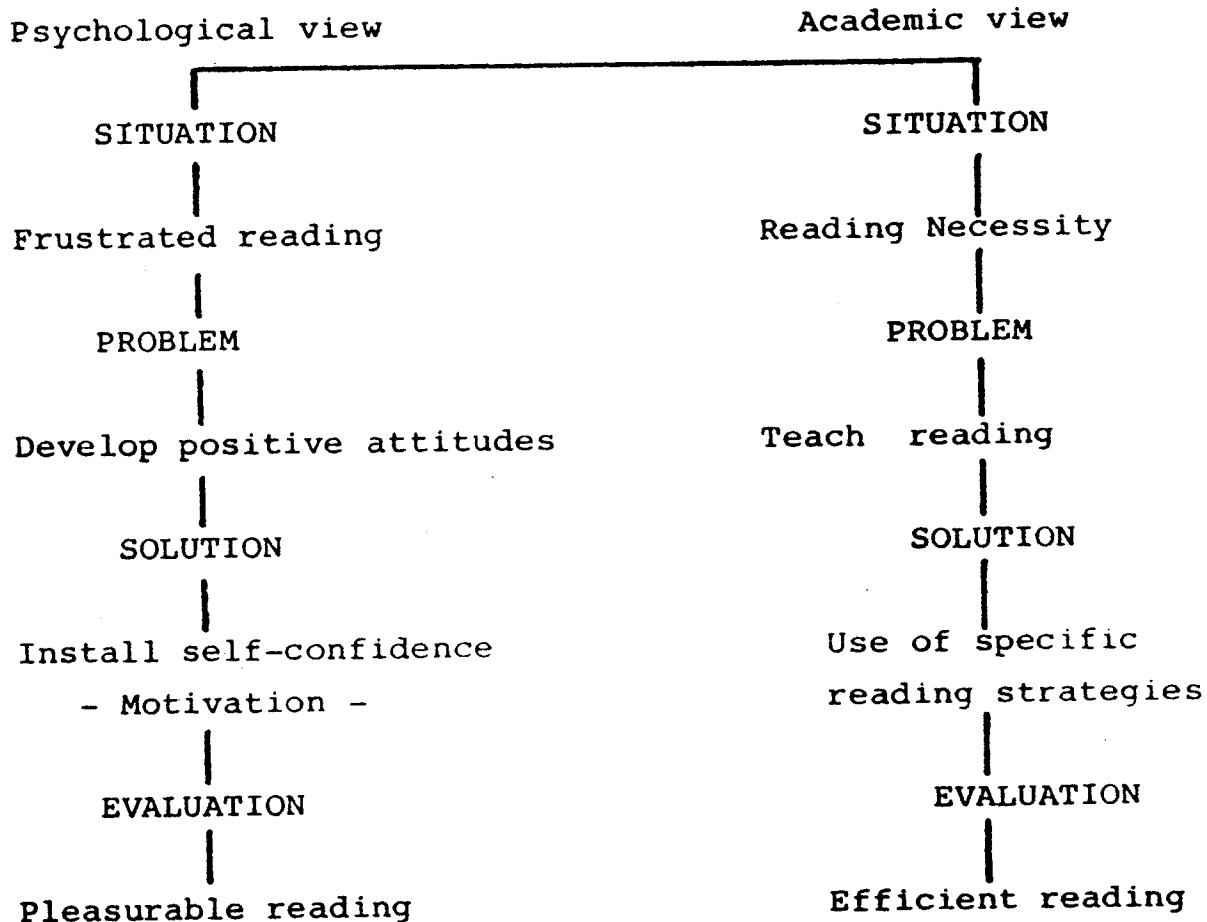 Psychological view
Academic view
SITUATION
Frustrated reading
PROBLEM
Develop positive attitudes
SOLUTION
Install self-confidence
- Motivation -
EVALUATION
Pleasurable reading
SITUATION
Reading Necessity
PROBLEM
Teach reading
SOLUTION
Use of specific
reading strategies
EVALUATION
Efficient reading